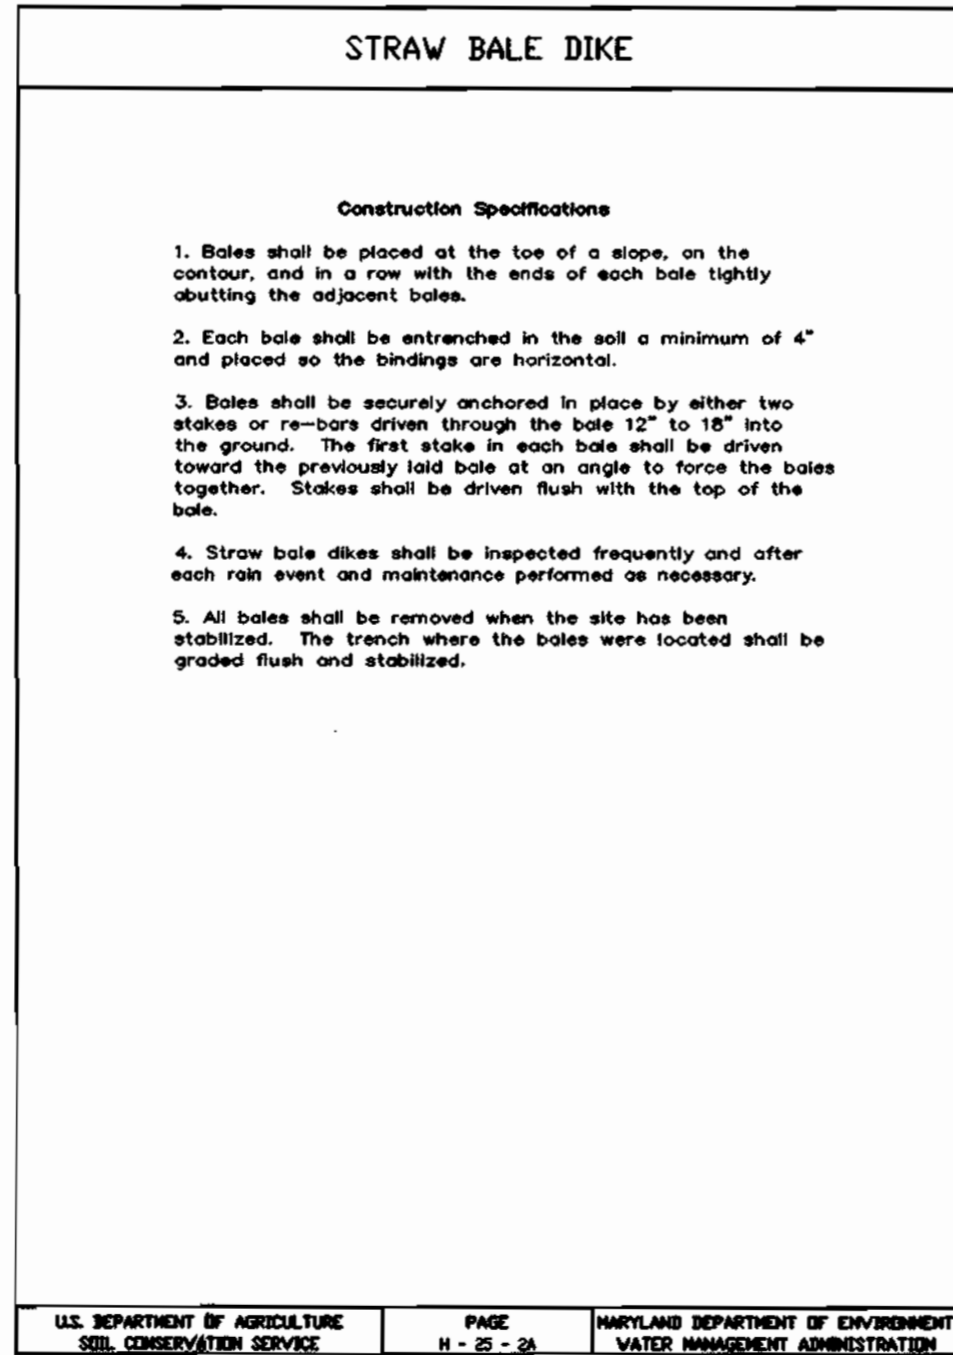 STRAW BALE DIKE
Construction Specifications
1. Bales shall be placed at the toe of a slope, on the
contour, and in a row with the ends of each bale tightly
abutting the adjacent bales.
2. Each bale shall be entrenched in the soil a minimum of 4"
and placed so the bindings are horizontal.
3. Bales shall be securely anchored in place by either two
stakes or re-bars driven through the bale 12" to 18" into
the ground. The first stake in each bale shall be driven
toward the previously laid bale at an angle to force the bales
together. Stakes shall be driven flush with the top of the
bale.
4. Straw bale dikes shall be inspected frequently and after
each rain event and maintenance performed as necessary.
5. All bales shall be removed when the site has been
stabilized. The trench where the bales were located shall be
graded flush and stabilized.
U.S. DEPARTMENT OF AGRICULTURE
SOIL CONSERVATION SERVICE
PAGE
H - 25 - 2A
MARYLAND DEPARTMENT OF ENVIRONMENT
WATER MANAGEMENT ADMINISTRATION